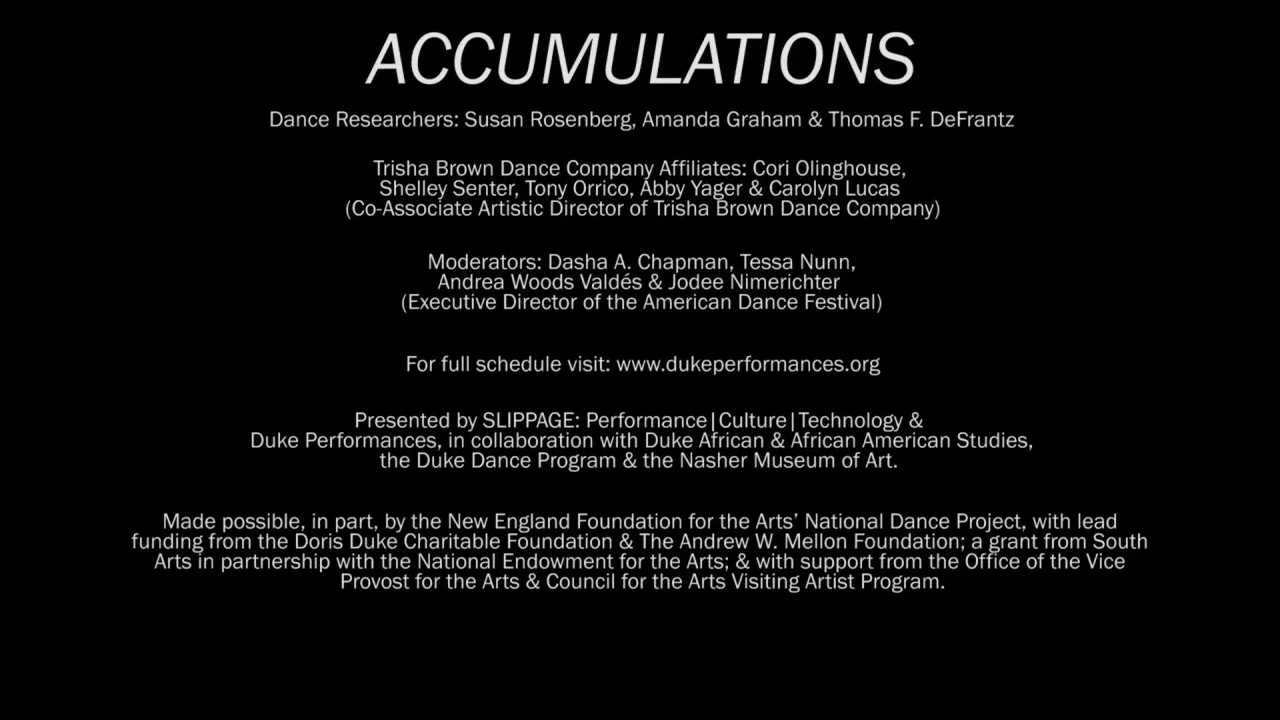 ACCUMULATIONS
Dance Researchers: Susan Rosenberg, Amanda Graham & Thomas F. DeFrantz
Trisha Brown Dance Company Affiliates: Cori Olinghouse,
Shelley Senter, Tony Orrico, Abby Yager & Carolyn Lucas
(Co-Associate Artistic Director of Trisha Brown Dance Company)
Moderators: Dasha A. Chapman, Tessa Nunn,
Andrea Woods Valdés & Jodee Nimerichter
(Executive Director of the American Dance Festival)
For full schedule visit: www.dukeperformances.org
Presented by SLIPPAGE: Performance|Culture|Technology &
Duke Performances, in collaboration with Duke African & African American Studies,
the Duke Dance Program & the Nasher Museum of Art.
Made possible, in part, by the New England Foundation for the Arts’ National Dance Project, with lead
funding from the Doris Duke Charitable Foundation & The Andrew W. Mellon Foundation; a grant from South
Arts in partnership with the National Endowment for the Arts; & with support from the Office of the Vice
Provost for the Arts & Council for the Arts Visiting Artist Program.